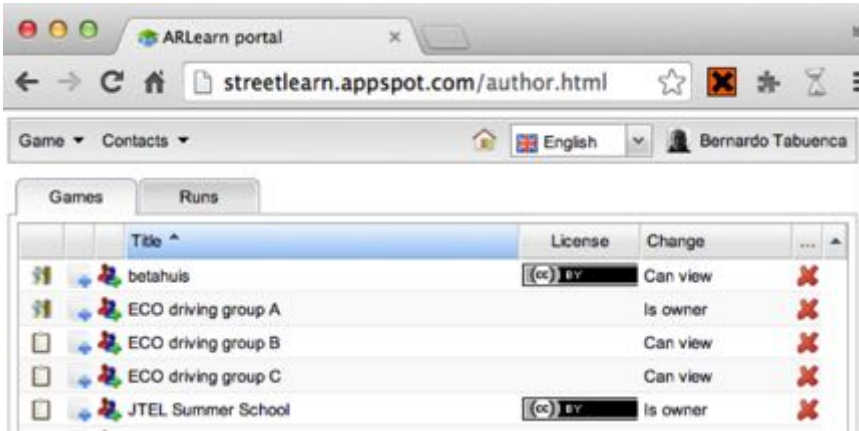 ARLearn portal
streetlearn.appspot.com/author.html
Game Contacts English Bernardo Tabuenca
Games Runs
Title License Change ...
betahuis (cc) BY Can view
ECO driving group A Is owner
ECO driving group B Can view
ECO driving group C Can view
JTEL Summer School (cc) BY Is owner